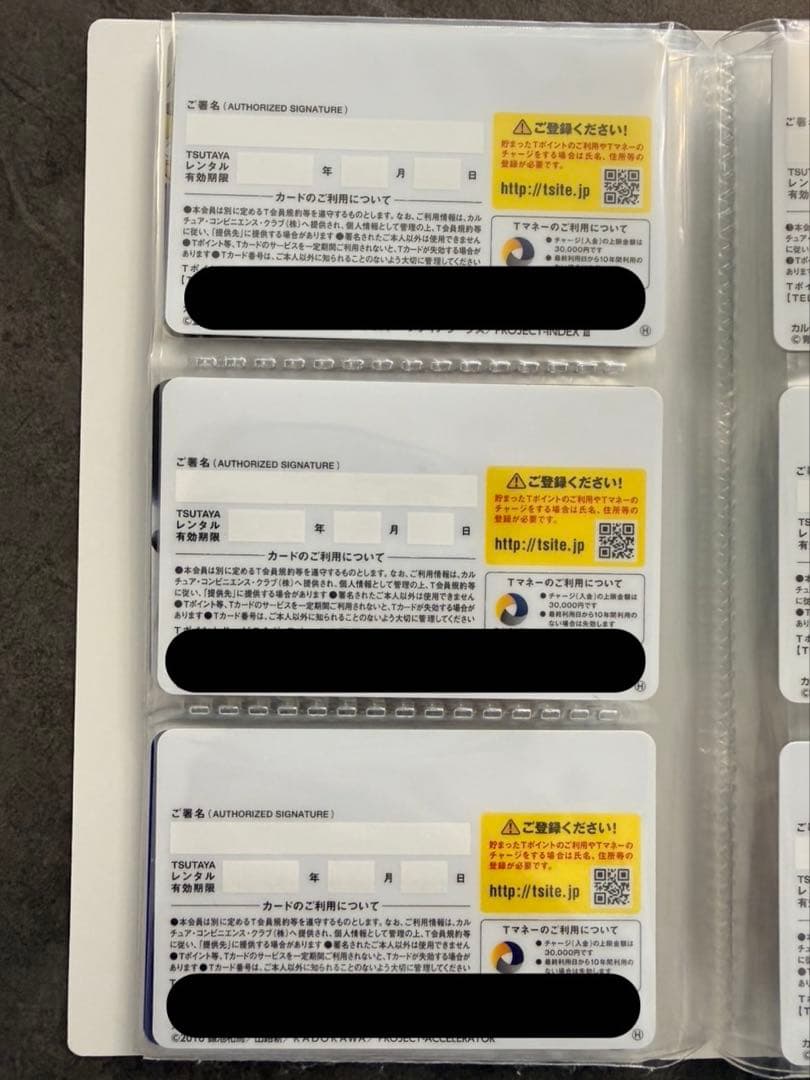 ご署名(AUTHORIZED SIGNATURE)
TSUTAYA
レンタル
有効期限
年 月 日
⚠ご登録ください!
貯まったTポイントのご利用やTマネーの
チャージをする場合は氏名、住所等の
登録が必要です。
http://tsite.jp
カードのご利用について
●本会員は別に定めるT会員規約等を遵守するものとします。なお、ご利用情報は、カル
チュア・コンビニエンス・クラブ(株)へ提供され、個人情報として管理の上、T会員規約等
に従い、「提供先」に提供する場合があります●署名されたご本人以外は使用できません
●Tポイント等、Tカードのサービスを一定期間ご利用されないと、Tカードが失効する場合が
あります●Tカード番号は、ご本人以外に知られることのないよう大切に管理してください
Tマネーのご利用について
●チャージ(入金)の上限金額は
30,000円です
●最終利用日から10年間利用の
PROJECT-INDEX Ⅲ
Ⓗ
ご署名(AUTHORIZED SIGNATURE)
TSUTAYA
レンタル
有効期限
年 月 日
⚠ご登録ください!
貯まったTポイントのご利用やTマネーの
チャージをする場合は氏名、住所等の
登録が必要です。
http://tsite.jp
カードのご利用について
●本会員は別に定めるT会員規約等を遵守するものとします。なお、ご利用情報は、カル
チュア・コンビニエンス・クラブ(株)へ提供され、個人情報として管理の上、T会員規約等
に従い、「提供先」に提供する場合があります●署名されたご本人以外は使用できません
●Tポイント等、Tカードのサービスを一定期間ご利用されないと、Tカードが失効する場合が
あります●Tカード番号は、ご本人以外に知られることのないよう大切に管理してください
Tマネーのご利用について
●チャージ(入金)の上限金額は
30,000円です
●最終利用日から10年間利用の
ない場合は失効します
Ⓗ
ご署名(AUTHORIZED SIGNATURE)
TSUTAYA
レンタル
有効期限
年 月 日
⚠ご登録ください!
貯まったTポイントのご利用やTマネーの
チャージをする場合は氏名、住所等の
登録が必要です。
http://tsite.jp
カードのご利用について
●本会員は別に定めるT会員規約等を遵守するものとします。なお、ご利用情報は、カル
チュア・コンビニエンス・クラブ(株)へ提供され、個人情報として管理の上、T会員規約等
に従い、「提供先」に提供する場合があります●署名されたご本人以外は使用できません
●Tポイント等、Tカードのサービスを一定期間ご利用されないと、Tカードが失効する場合が
あります●Tカード番号は、ご本人以外に知られることのないよう大切に管理してください
Tマネーのご利用について
●チャージ(入金)の上限金額は
30,000円です
●最終利用日から10年間利用の
ない場合は失効します
KADOKAWA/PROJECT-ACCELERATOR
Ⓗ